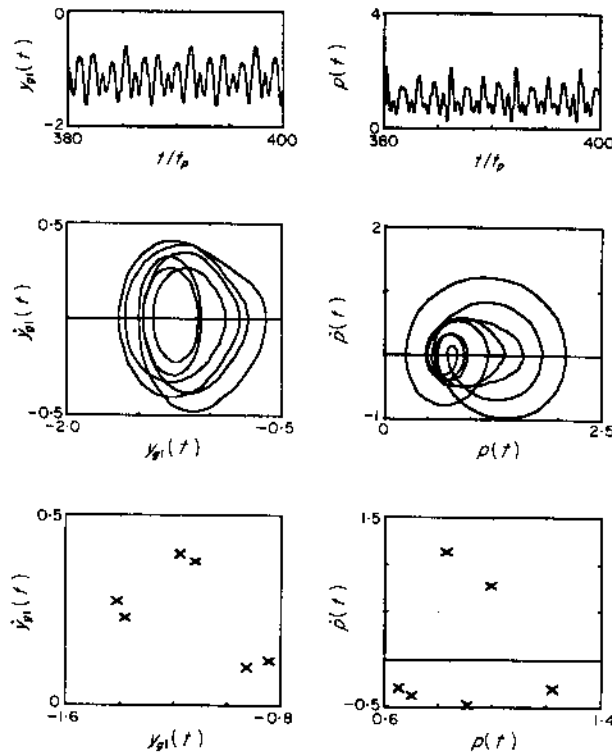 0
y_g1(t)
-2
380
400
t/t_p
4
p(t)
0
360
400
t/t_p
0·5
ẏ_g1(t)
-0·5
-2·0
-0·5
y_g1(t)
2
ṗ(t)
-1
0
2·5
p(t)
0·5
ẏ_g1(t)
0
-1·6
-0·8
y_g1(t)
1·5
ṗ(t)
-0·5
0·6
1·4
p(t)